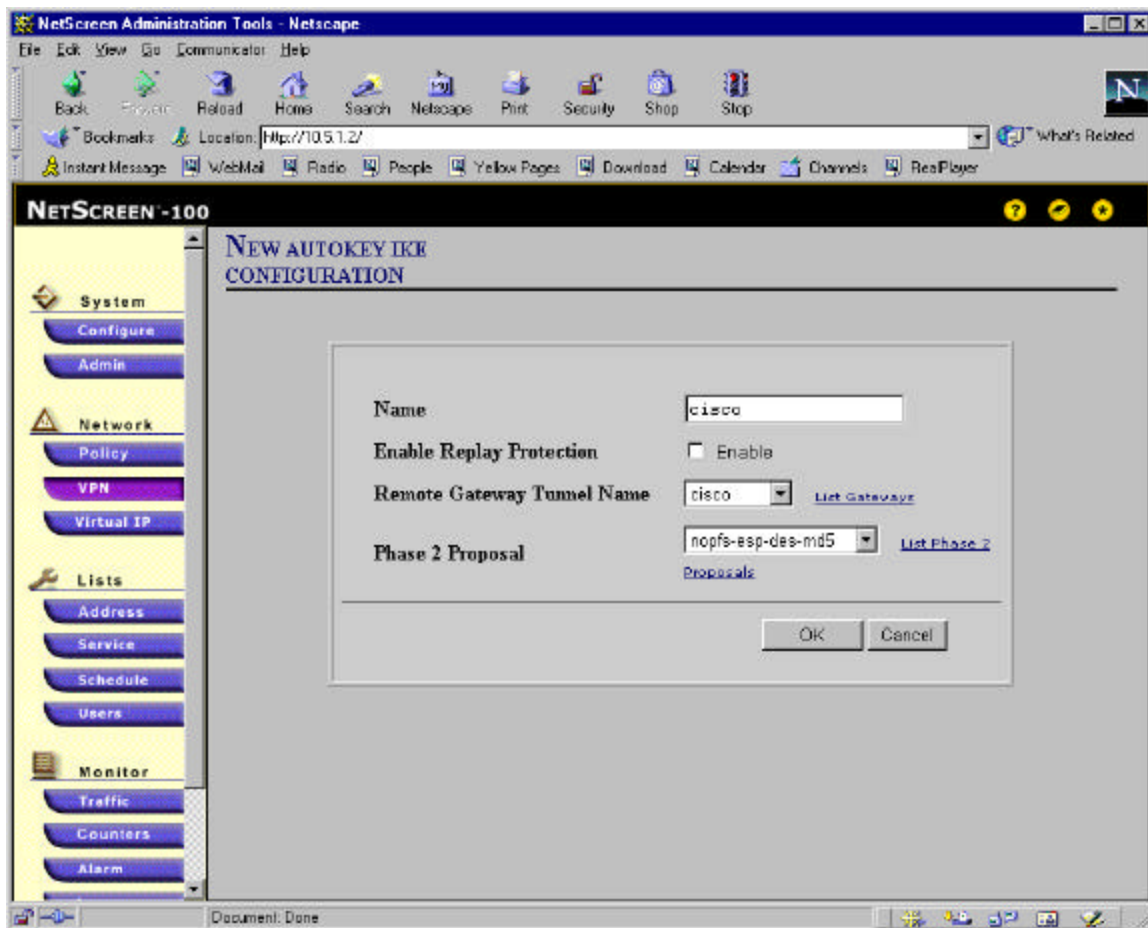 NetScreen Administration Tools - Netscape
File Edit View Go Communicator Help
Back Reload Home Search Netscape Print Security Shop Stop
Bookmarks Location: http://10.5.1.2/ What's Related
Instant Message WebMail Radio People Yellow Pages Download Calendar Channels RealPlayer
NETSCREEN-100
NEW AUTOKEY IKE
CONFIGURATION
System
Configure
Admin
Network
Policy
VPN
Virtual IP
Lists
Address
Service
Schedule
Users
Monitor
Traffic
Counters
Alarm
Name cisco
Enable Replay Protection Enable
Remote Gateway Tunnel Name cisco List Gateways
Phase 2 Proposal nopfs-esp-des-md5 List Phase 2
Proposals
OK Cancel
Document: Done